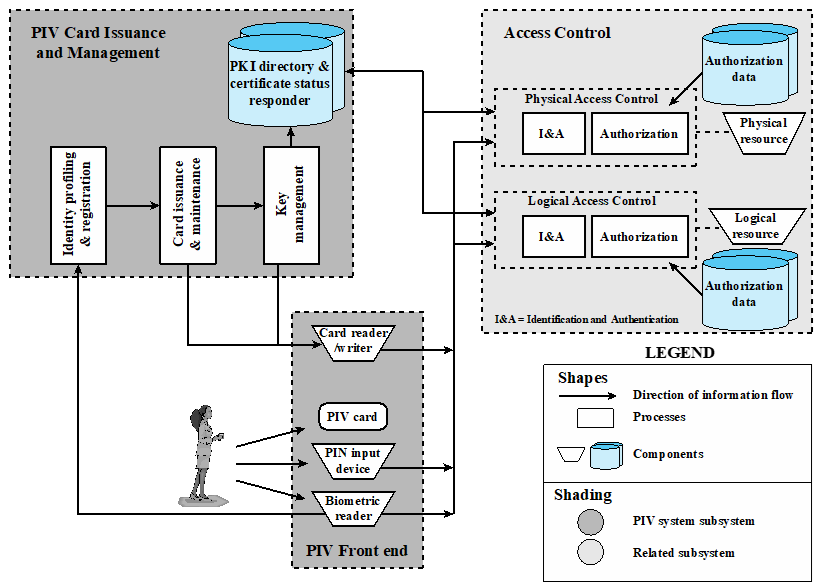 PIV Card Issuance
and Management
PKI directory &
certificate status
responder
Identity profiling
& registration
Card issuance
& maintenance
Key
management
Access Control
Authorization
data
Physical Access Control
I&A
Authorization
Physical
resource
Logical Access Control
I&A
Authorization
Logical
resource
Authorization
data
I&A = Identification and Authentication
Card reader
/writer
PIV card
PIN input
device
Biometric
reader
PIV Front end
LEGEND
Shapes
Direction of information flow
Processes
Components
Shading
PIV system subsystem
Related subsystem